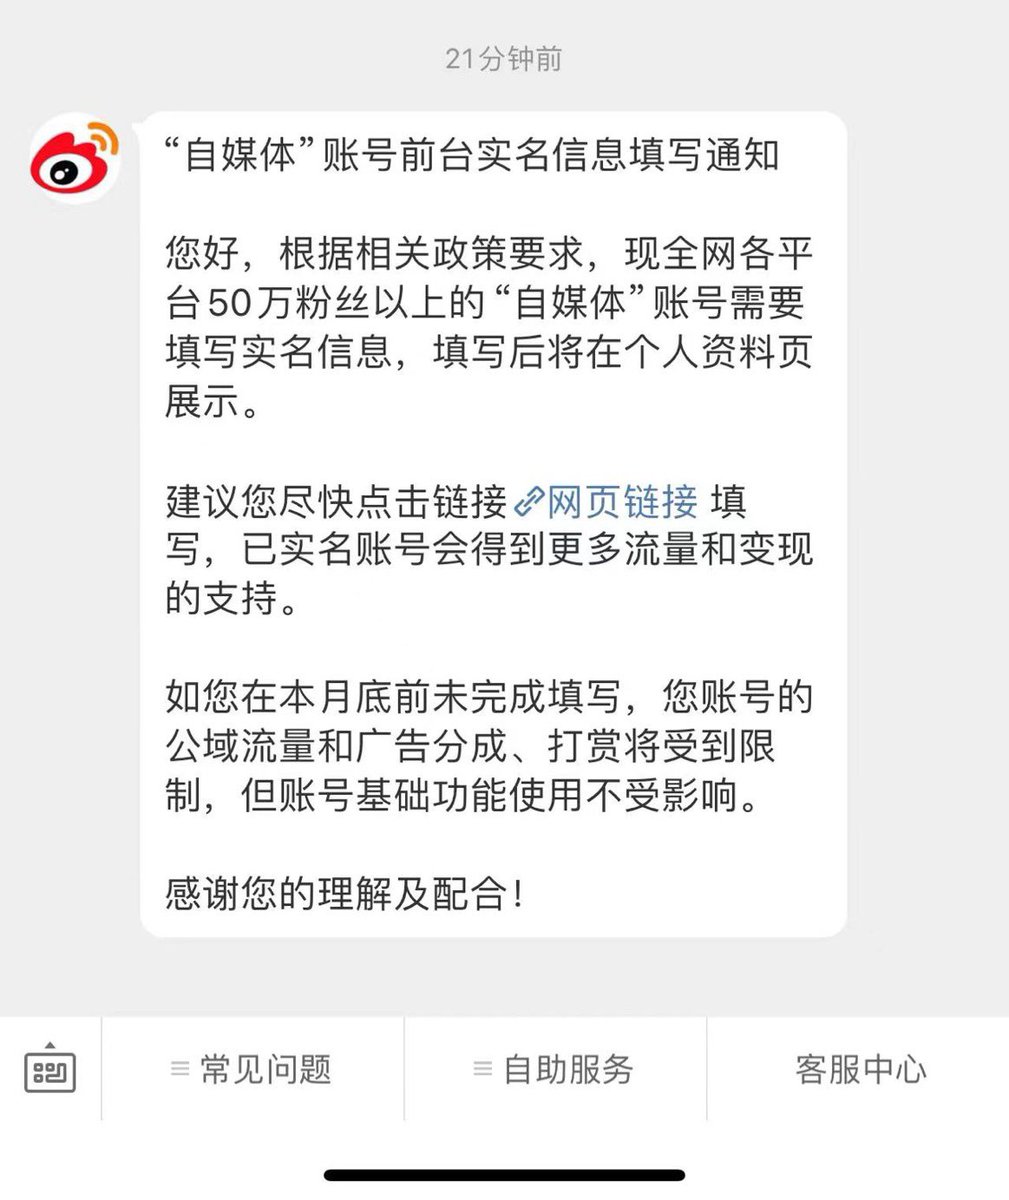 21分钟前
“自媒体”账号前台实名信息填写通知
您好，根据相关政策要求，现全网各平
台50万粉丝以上的“自媒体”账号需要
填写实名信息，填写后将在个人资料页
展示。
建议您尽快点击链接网页链接 填
写，已实名账号会得到更多流量和变现
的支持。
如您在本月底前未完成填写，您账号的
公域流量和广告分成、打赏将受到限
制，但账号基础功能使用不受影响。
感谢您的理解及配合！
常见问题
自助服务
客服中心